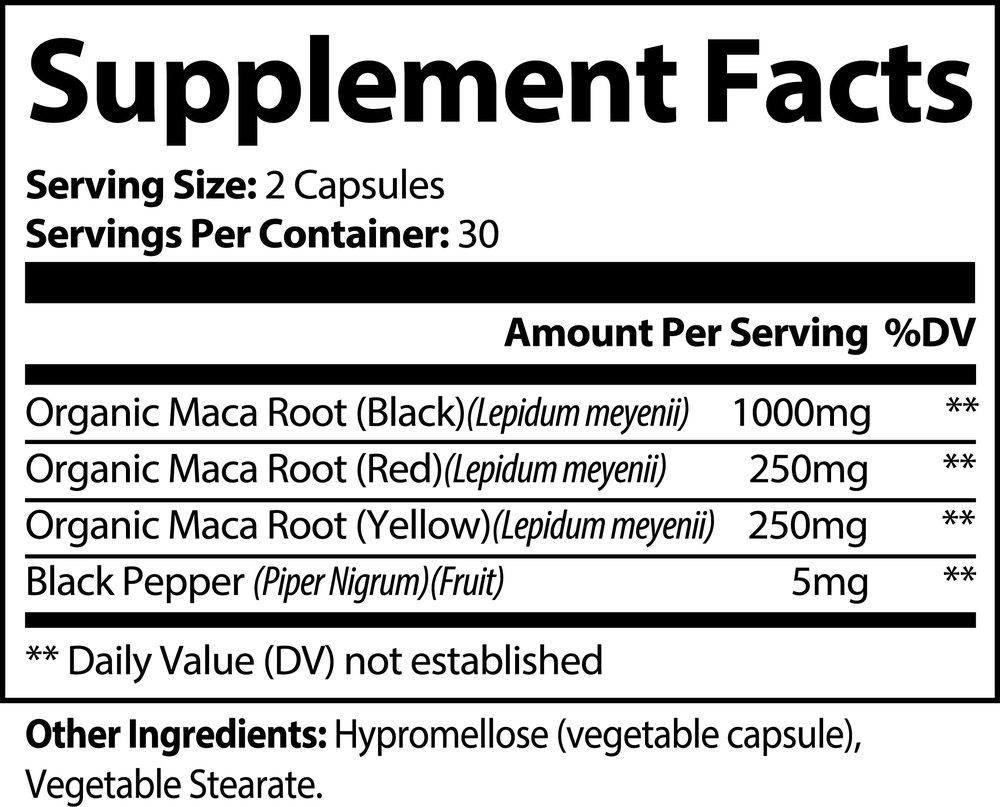 Supplement Facts
Serving Size: 2 Capsules
Servings Per Container: 30
Amount Per Serving %DV
Organic Maca Root (Black)(Lepidum meyenii) 1000mg **
Organic Maca Root (Red)(Lepidum meyenii) 250mg **
Organic Maca Root (Yellow)(Lepidum meyenii) 250mg **
Black Pepper (Piper Nigrum)(Fruit) 5mg **
** Daily Value (DV) not established
Other Ingredients: Hypromellose (vegetable capsule),
Vegetable Stearate.